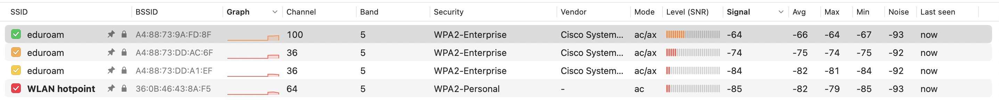 SSID BSSID Graph Channel Band Security Vendor Mode Level (SNR) Signal Avg Max Min Noise Last seen
eduroam A4:88:73:9A:FD:8F 100 5 WPA2-Enterprise Cisco System... ac/ax -64 -66 -64 -67 -93 now
eduroam A4:88:73:DD:AC:6F 36 5 WPA2-Enterprise Cisco System... ac/ax -74 -75 -74 -75 -92 now
eduroam A4:88:73:DD:A1:EF 36 5 WPA2-Enterprise Cisco System... ac/ax -84 -82 -81 -84 -92 now
WLAN hotpoint 36:0B:46:43:8A:F5 64 5 WPA2-Personal - ac -85 -82 -79 -85 -93 now